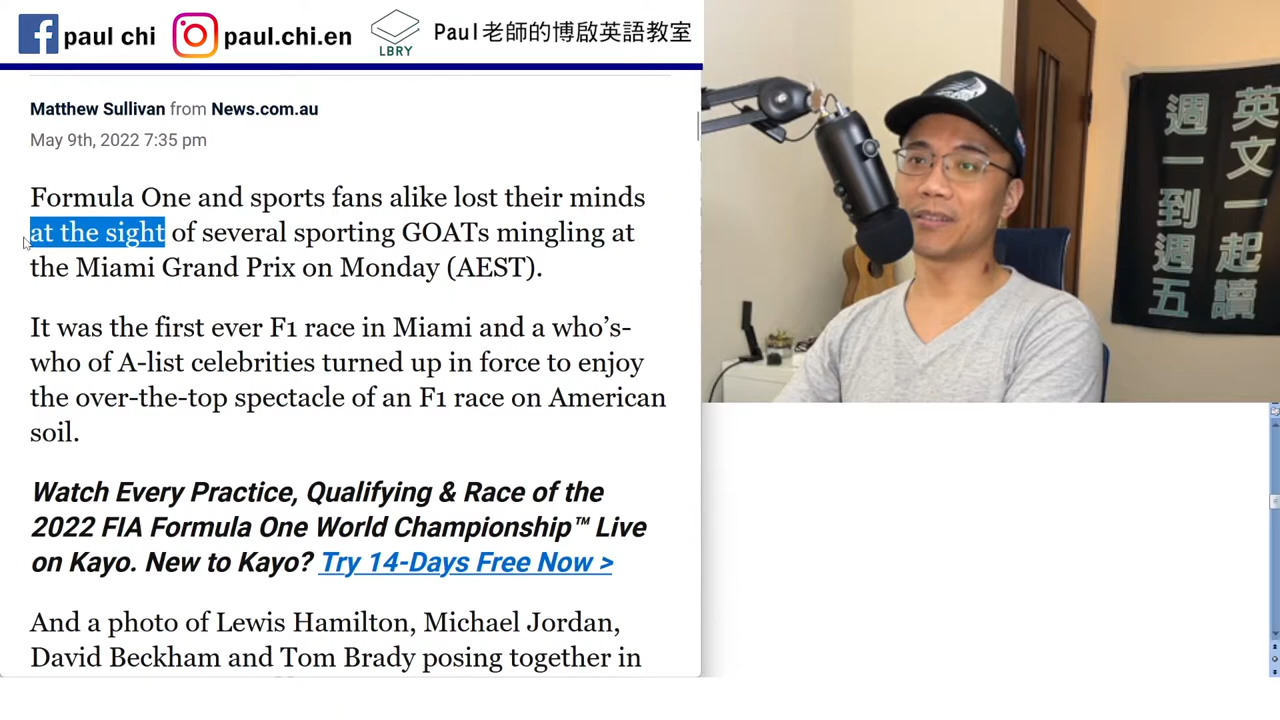 paul chi
paul.chi.en
LBRY
Paul老師的博啟英語教室
Matthew Sullivan from News.com.au
May 9th, 2022 7:35 pm
Formula One and sports fans alike lost their minds
at the sight of several sporting GOATs mingling at
the Miami Grand Prix on Monday (AEST).
It was the first ever F1 race in Miami and a who’s-
who of A-list celebrities turned up in force to enjoy
the over-the-top spectacle of an F1 race on American
soil.
Watch Every Practice, Qualifying & Race of the
2022 FIA Formula One World Championship™ Live
on Kayo. New to Kayo? Try 14-Days Free Now >
And a photo of Lewis Hamilton, Michael Jordan,
David Beckham and Tom Brady posing together in
英文一起讀
週一到週五